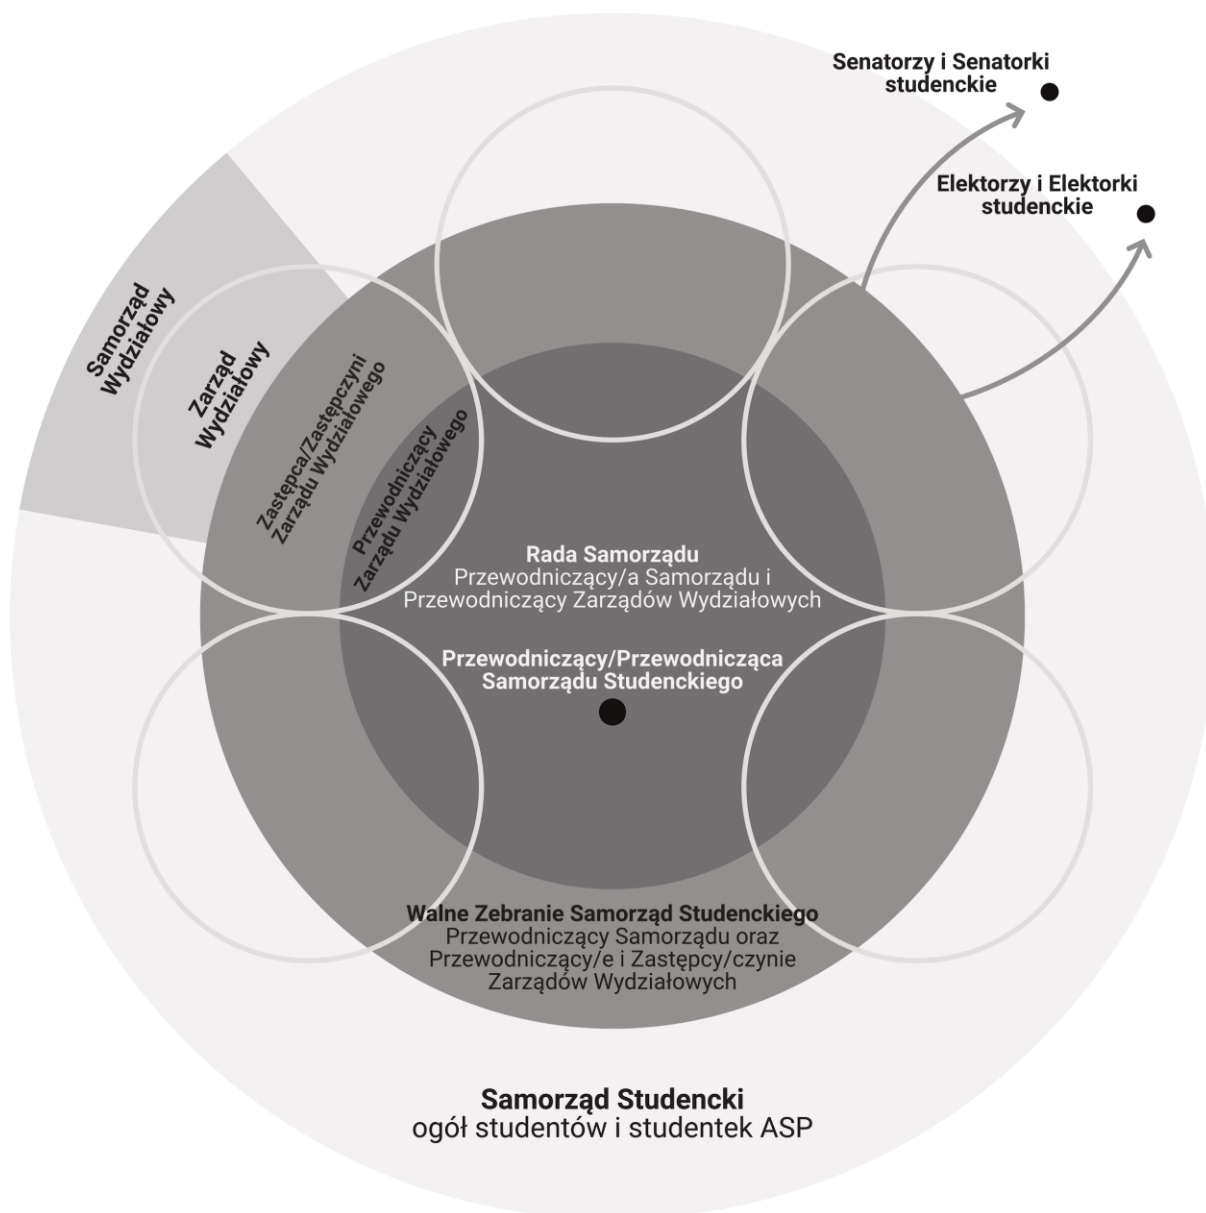 Senatorzy i Senatorki
studenckie
Elektorzy i Elektorki
studenckie
Samorząd
Wydziałowy
Zarząd
Wydziałowy
Zastępca/Zastępczyni
Zarządu Wydziałowego
Przewodniczący
Zarządu Wydziałowego
Rada Samorządu
Przewodniczący/a Samorządu i
Przewodniczący Zarządów Wydziałowych
Przewodniczący/Przewodnicząca
Samorządu Studenckiego
Walne Zebranie Samorząd Studenckiego
Przewodniczący Samorządu oraz
Przewodniczący/e i Zastępcy/czynie
Zarządów Wydziałowych
Samorząd Studencki
ogół studentów i studentek ASP